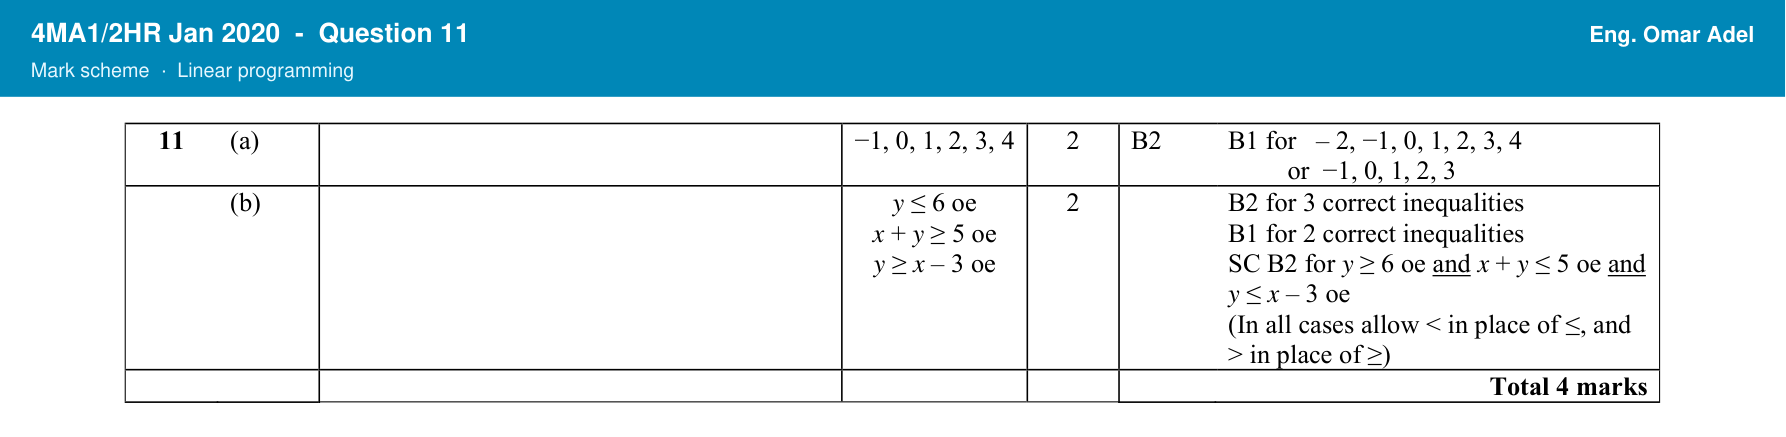 4MA1/2HR Jan 2020 - Question 11
Eng. Omar Adel
Mark scheme · Linear programming
11 (a) −1, 0, 1, 2, 3, 4 2 B2 B1 for – 2, −1, 0, 1, 2, 3, 4
or −1, 0, 1, 2, 3
(b) y ≤ 6 oe 2 B2 for 3 correct inequalities
x + y ≥ 5 oe B1 for 2 correct inequalities
y ≥ x – 3 oe SC B2 for y ≥ 6 oe and x + y ≤ 5 oe and
y ≤ x – 3 oe
(In all cases allow < in place of ≤, and
> in place of ≥)
Total 4 marks